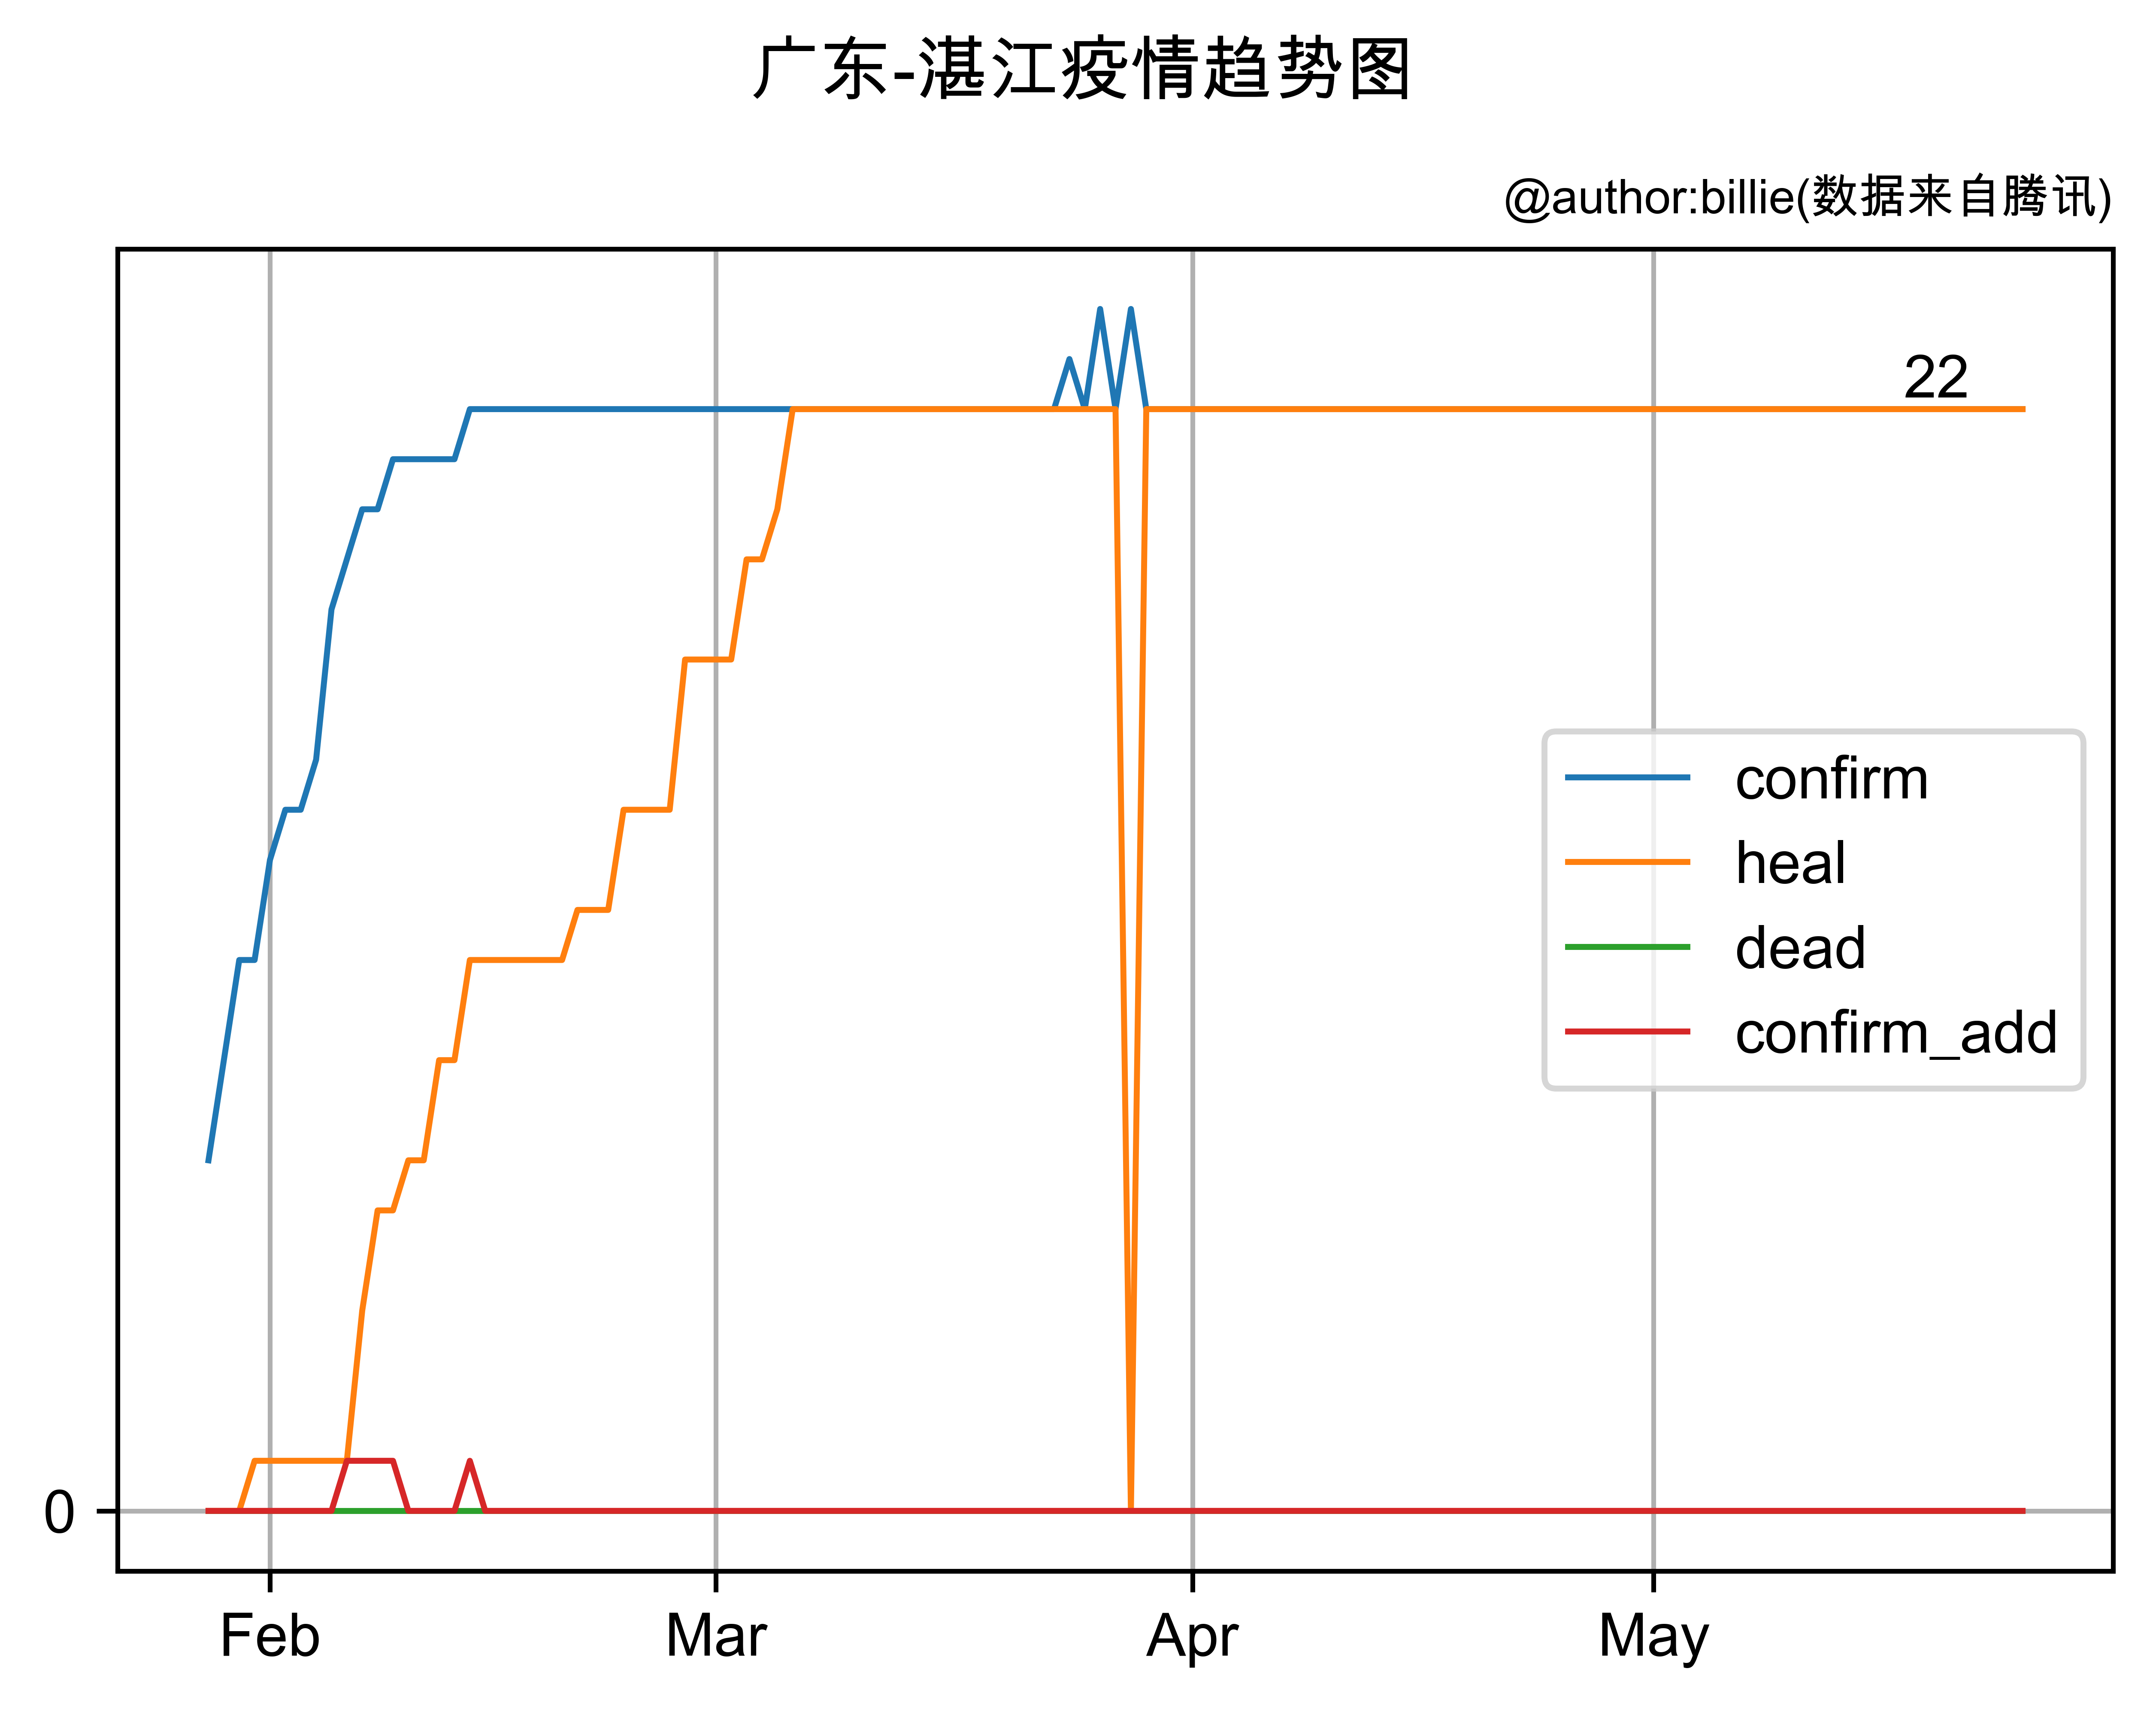 广东-湛江疫情趋势图
@author:billie(数据来自腾讯)
22
confirm
heal
dead
confirm_add
0
Feb Mar Apr May